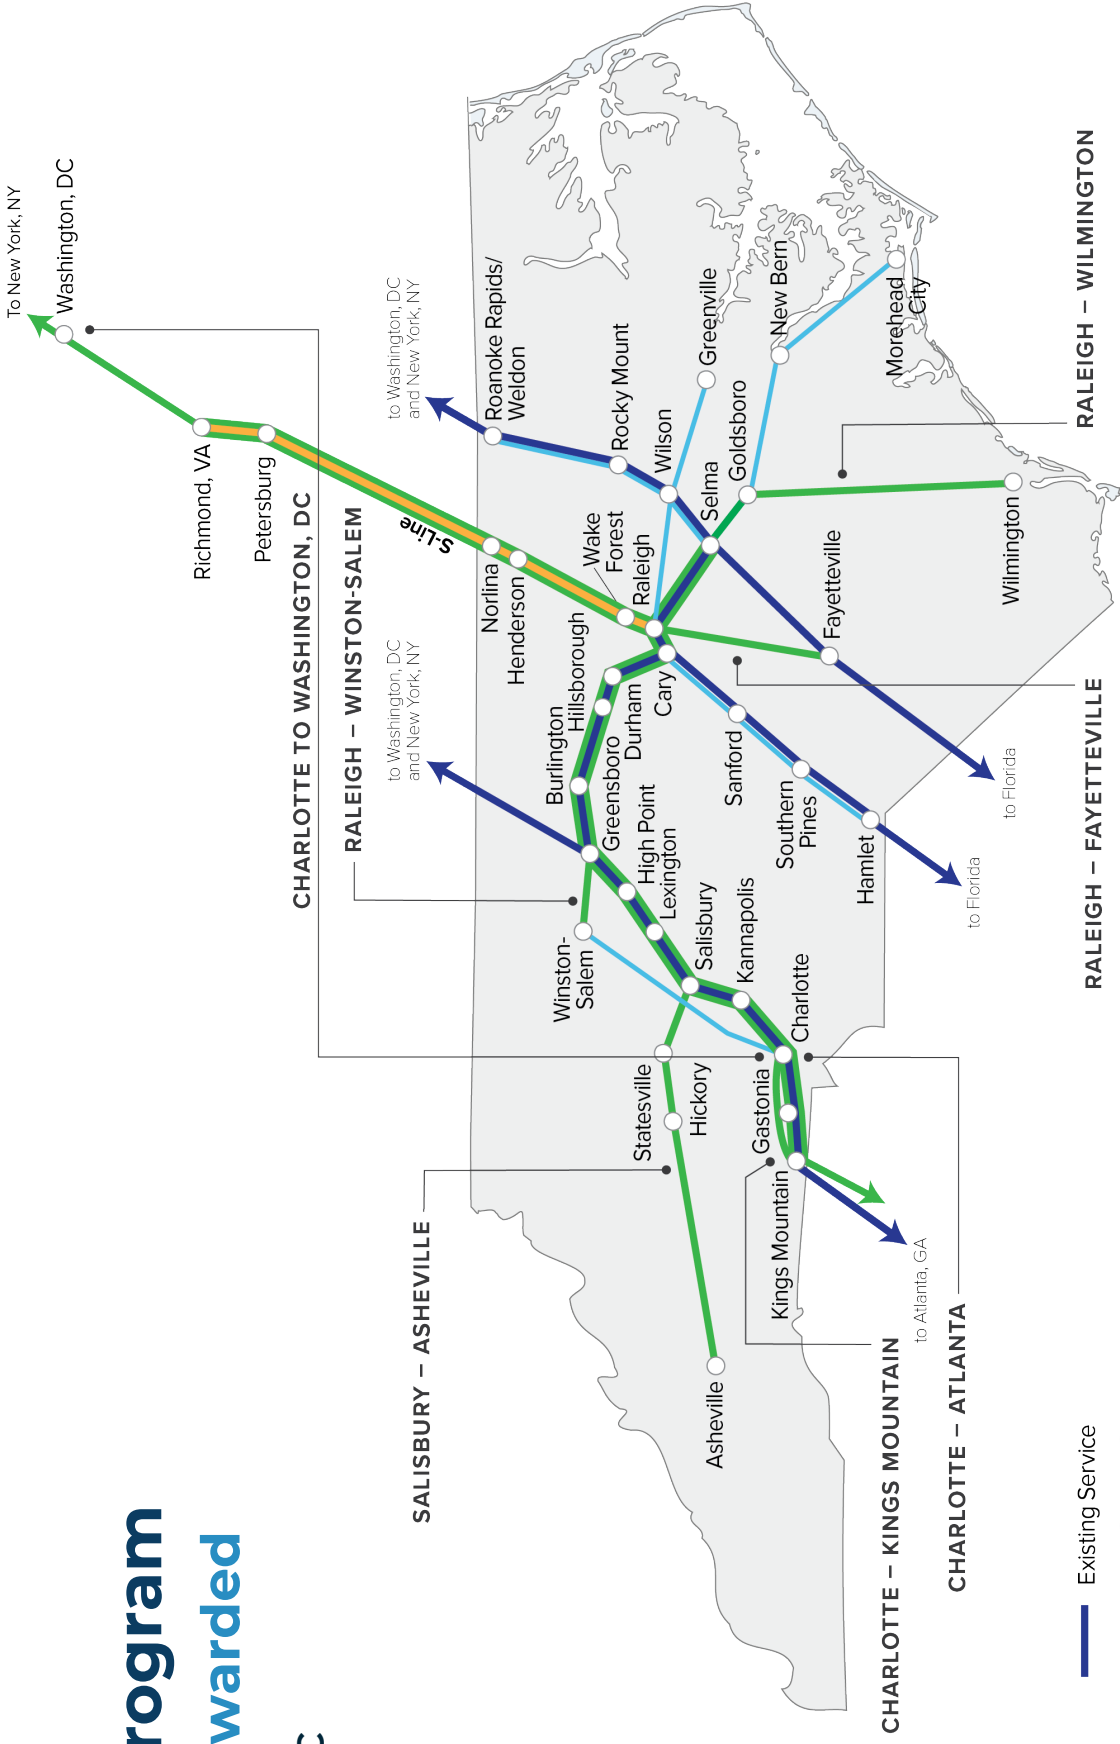 rogram
warded
To New York, NY
Washington, DC
Richmond, VA
Petersburg
S-Line
CHARLOTTE TO WASHINGTON, DC
RALEIGH – WINSTON-SALEM
to Washington, DC
and New York, NY
to Washington, DC
and New York, NY
SALISBURY – ASHEVILLE
Roanoke Rapids/
Weldon
Norlina
Henderson
Rocky Mount
Wake
Forest
Raleigh
Wilson
Greenville
Selma
Goldsboro
New Bern
Morehead
City
Hillsborough
Durham
Cary
Burlington
Greensboro
High Point
Lexington
Winston-
Salem
Salisbury
Kannapolis
Charlotte
Statesville
Hickory
Gastonia
Kings Mountain
Asheville
Sanford
Southern
Pines
Hamlet
Fayetteville
Wilmington
to Florida
to Florida
to Atlanta, GA
RALEIGH – WILMINGTON
RALEIGH – FAYETTEVILLE
CHARLOTTE – KINGS MOUNTAIN
CHARLOTTE – ATLANTA
Existing Service